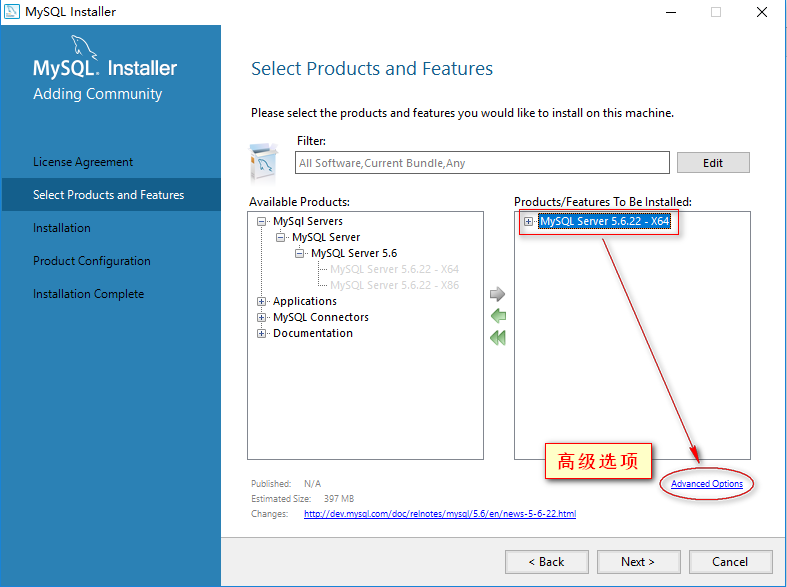 MySQL Installer
MySQL. Installer
Adding Community
License Agreement
Select Products and Features
Installation
Product Configuration
Installation Complete
Select Products and Features
Please select the products and features you would like to install on this machine.
Filter:
All Software,Current Bundle,Any
Edit
Available Products:
MySql Servers
MySQL Server
MySQL Server 5.6
MySQL Server 5.6.22 - X64
MySQL Server 5.6.22 - X86
Applications
MySQL Connectors
Documentation
Products/Features To Be Installed:
MySQL Server 5.6.22 - X64
高级选项
Advanced Options
Published: N/A
Estimated Size: 397 MB
Changes: http://dev.mysql.com/doc/relnotes/mysql/5.6/en/news-5-6-22.html
< Back
Next >
Cancel